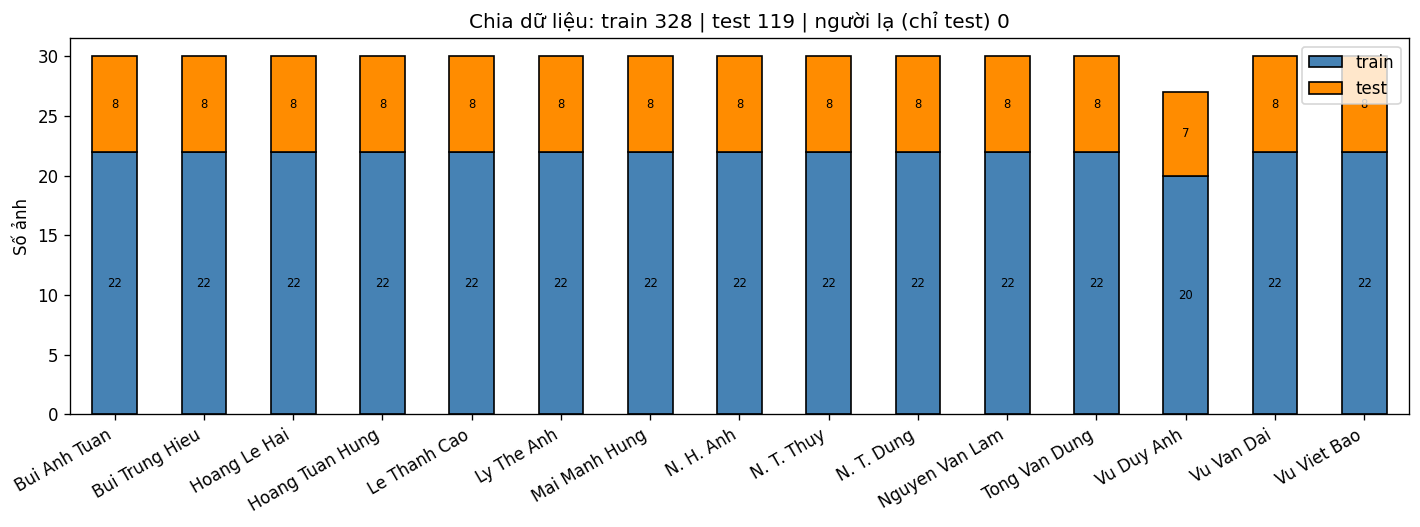 Chia dữ liệu: train 328 | test 119 | người lạ (chỉ test) 0
train
test
Số ảnh
30
25
20
15
10
5
0
8 8 8 8 8 8 8 8 8 8 8 8 7 8 8
22 22 22 22 22 22 22 22 22 22 22 22 20 22 22
Bui Anh Tuan
Bui Trung Hieu
Hoang Le Hai
Hoang Tuan Hung
Le Thanh Cao
Ly The Anh
Mai Manh Hung
N. H. Anh
N. T. Thuy
N. T. Dung
Nguyen Van Lam
Tong Van Dung
Vu Duy Anh
Vu Van Dai
Vu Viet Bao